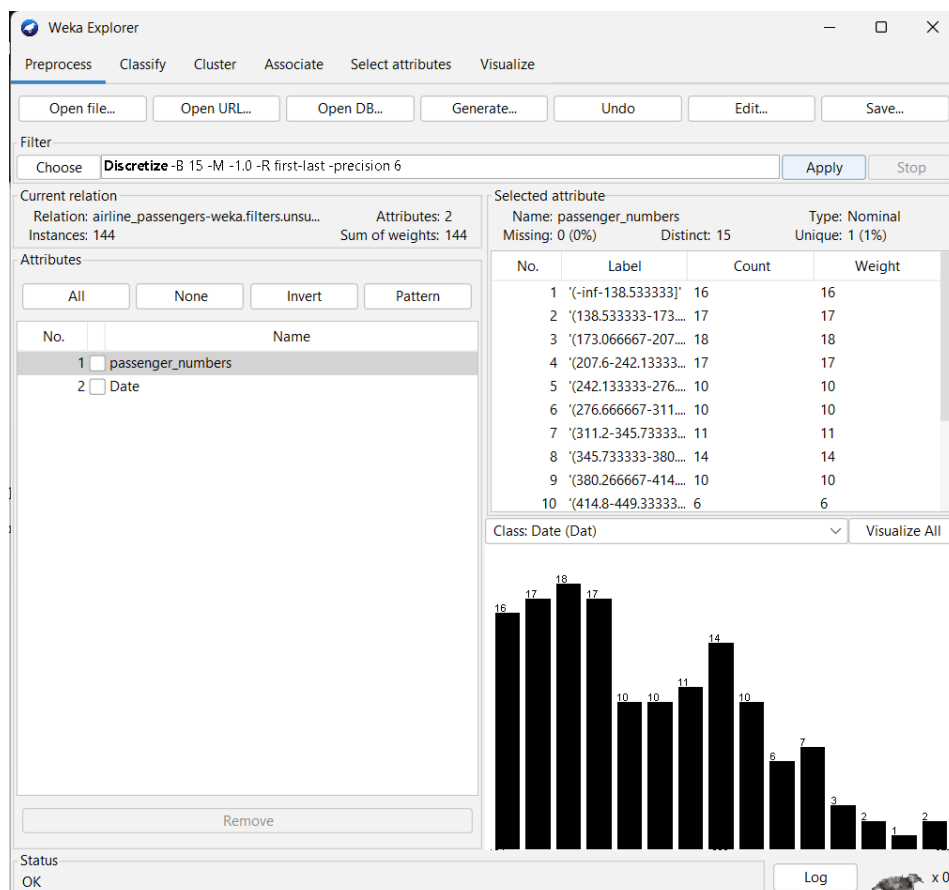 Weka Explorer
Preprocess Classify Cluster Associate Select attributes Visualize
Open file... Open URL... Open DB... Generate... Undo Edit... Save...
Filter
Choose Discretize -B 15 -M -1.0 -R first-last -precision 6 Apply Stop
Current relation
Relation: airline_passengers-weka.filters.unsu... Attributes: 2
Instances: 144 Sum of weights: 144
Attributes
All None Invert Pattern
No. Name
1 passenger_numbers
2 Date
Remove
Selected attribute
Name: passenger_numbers Type: Nominal
Missing: 0 (0%) Distinct: 15 Unique: 1 (1%)
No. Label Count Weight
1 '(-inf-138.533333]' 16 16
2 '(138.533333-173.... 17 17
3 '(173.066667-207.... 18 18
4 '(207.6-242.13333... 17 17
5 '(242.133333-276.... 10 10
6 '(276.666667-311.... 10 10
7 '(311.2-345.73333... 11 11
8 '(345.733333-380.... 14 14
9 '(380.266667-414.... 10 10
10 '(414.8-449.33333... 6 6
Class: Date (Dat) Visualize All
16 17 18 17 10 10 11 14 10 6 7 3 2 1 2
Status
OK
Log x 0